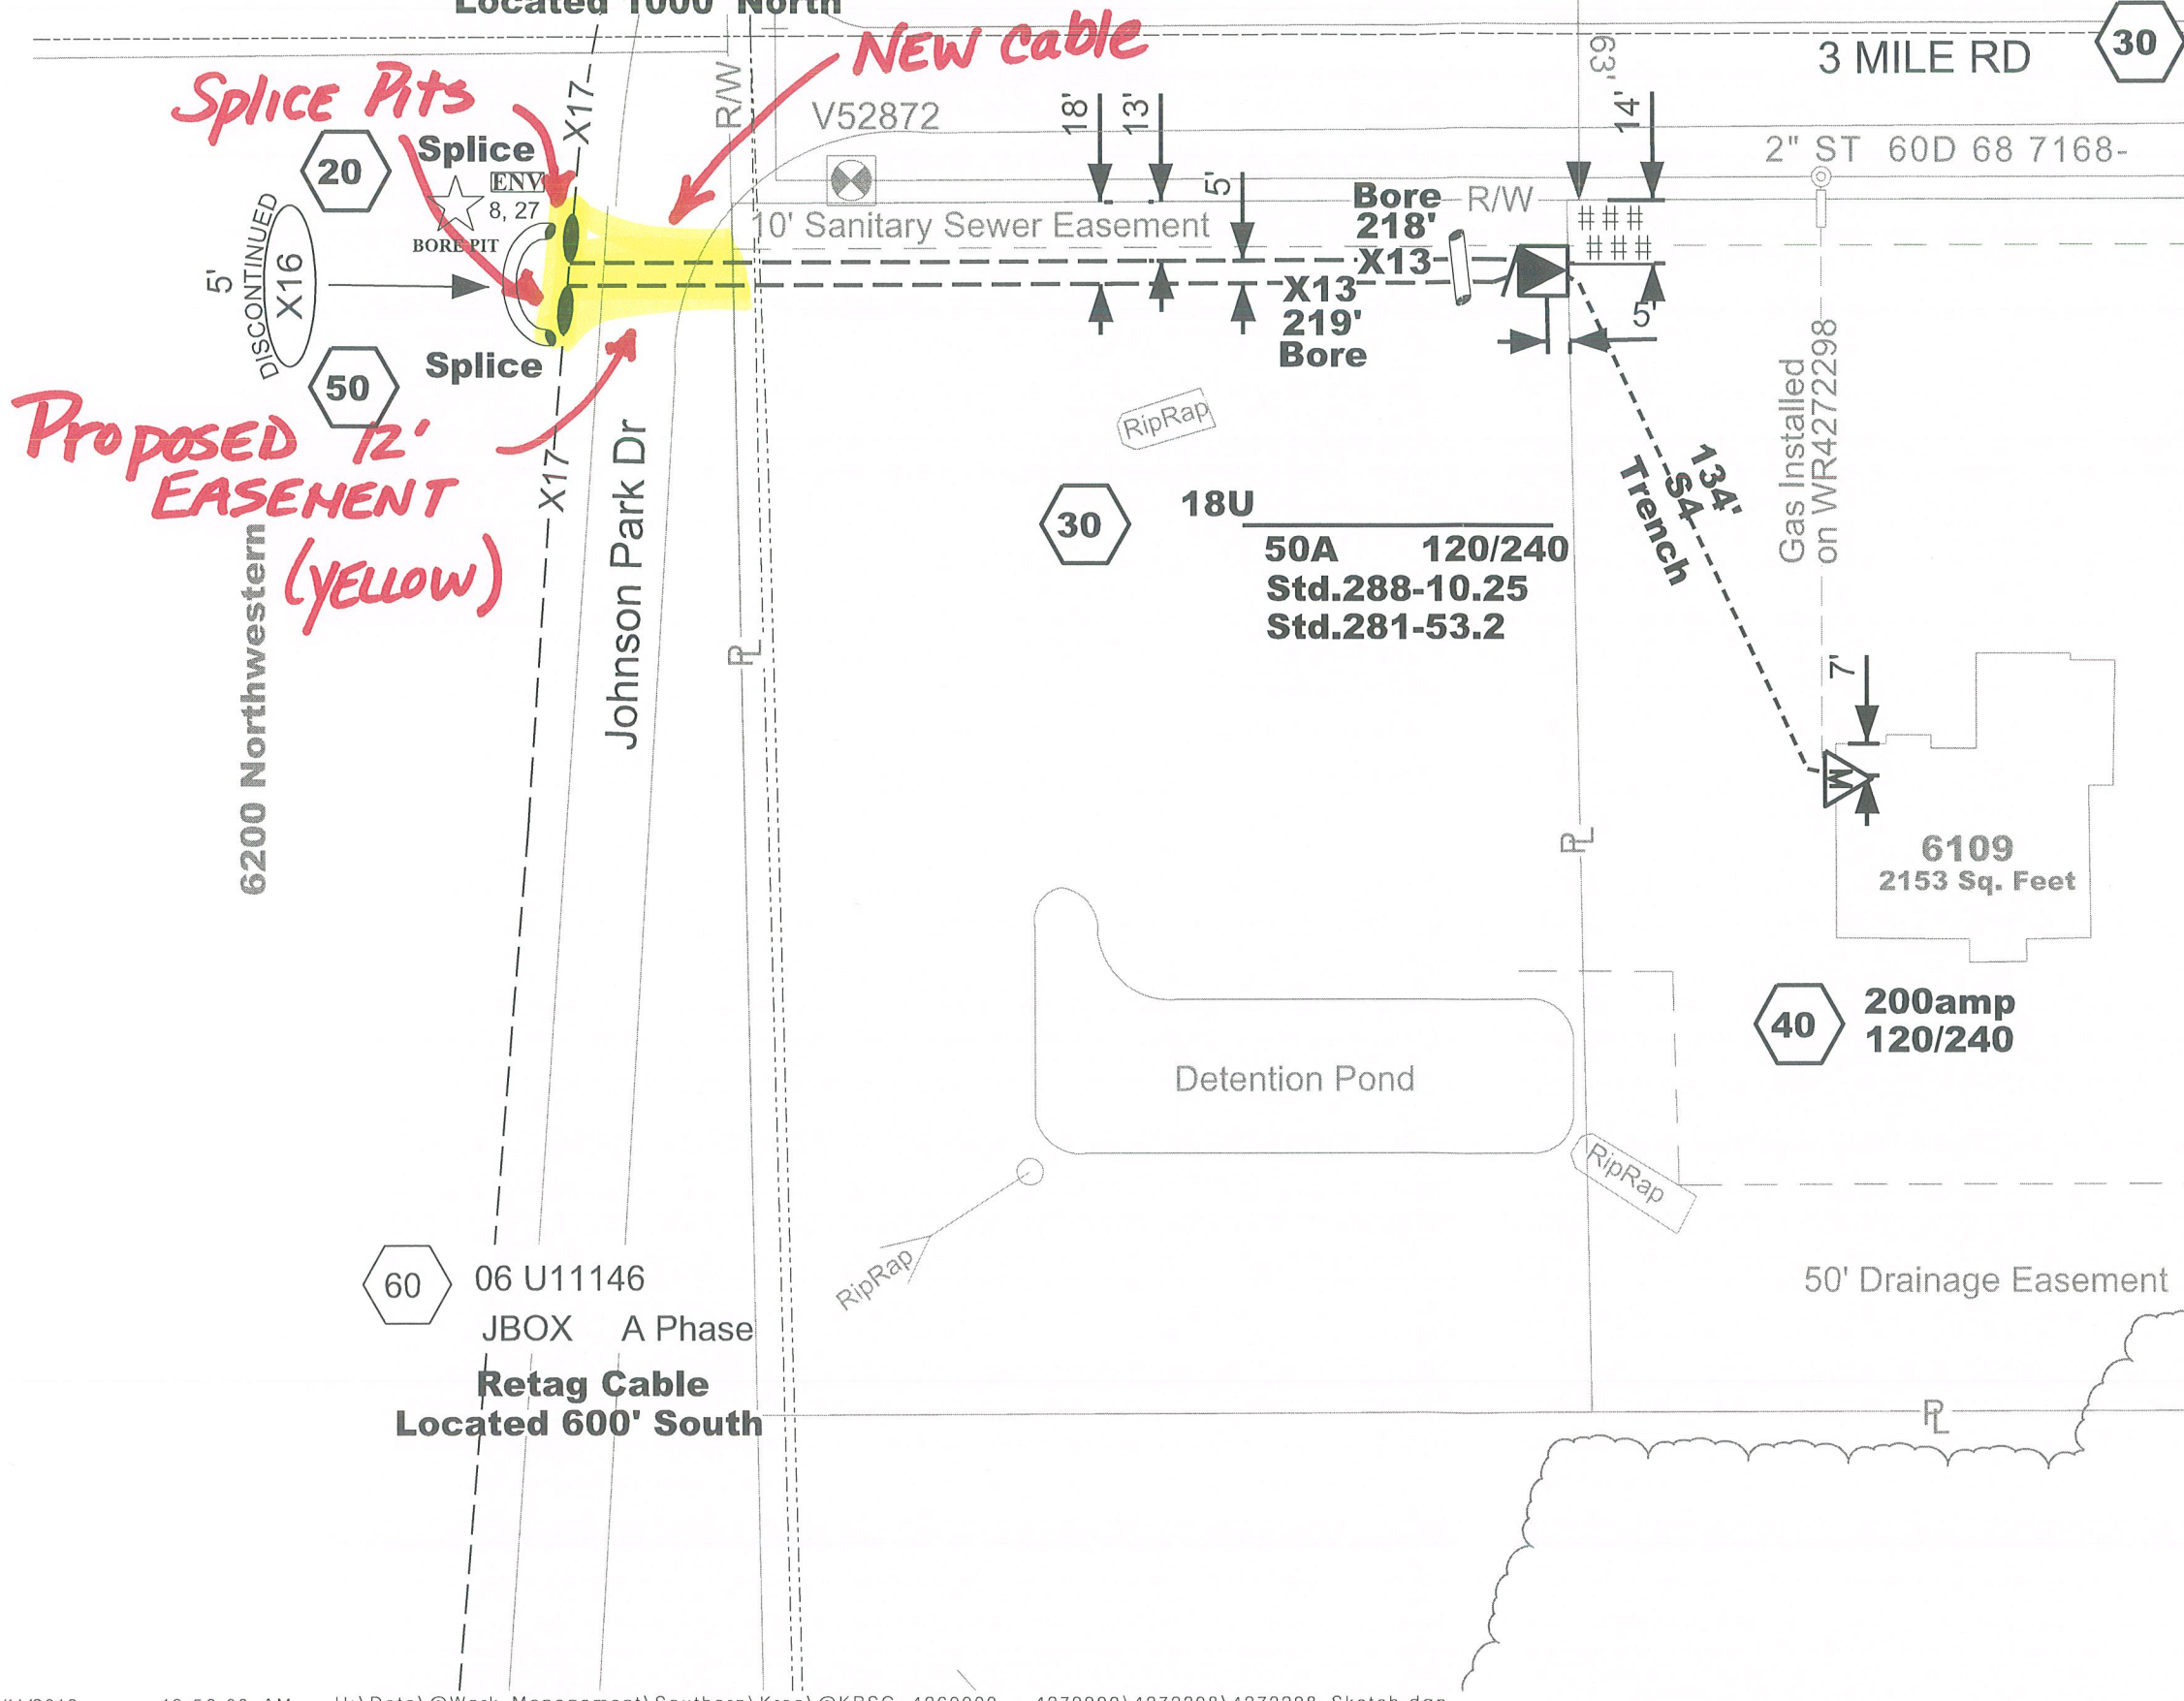 Located 1000' North
3 MILE RD
30
NEW cable
Splice Pits
X17
R/W
V52872
63'
18'
13'
14'
2" ST 60D 68 7168-
20
Splice
ENV
8, 27
BORE PIT
5'
Bore
218'
X13
R/W
10' Sanitary Sewer Easement
# # #
# # #
DISCONTINUED
X16
5'
X13
219'
Bore
5'
50
Splice
Proposed 12'
EASEMENT
(YELLOW)
RipRap
X17
Johnson Park Dr
6200 Northwestern
30
18U
50A 120/240
Std.288-10.25
Std.281-53.2
134'
S4
Trench
Gas Installed
on WR4272298
PL
7'
M
PL
6109
2153 Sq. Feet
40
200amp
120/240
Detention Pond
RipRap
RipRap
50' Drainage Easement
60
06 U11146
JBOX A Phase
Retag Cable
Located 600' South
PL